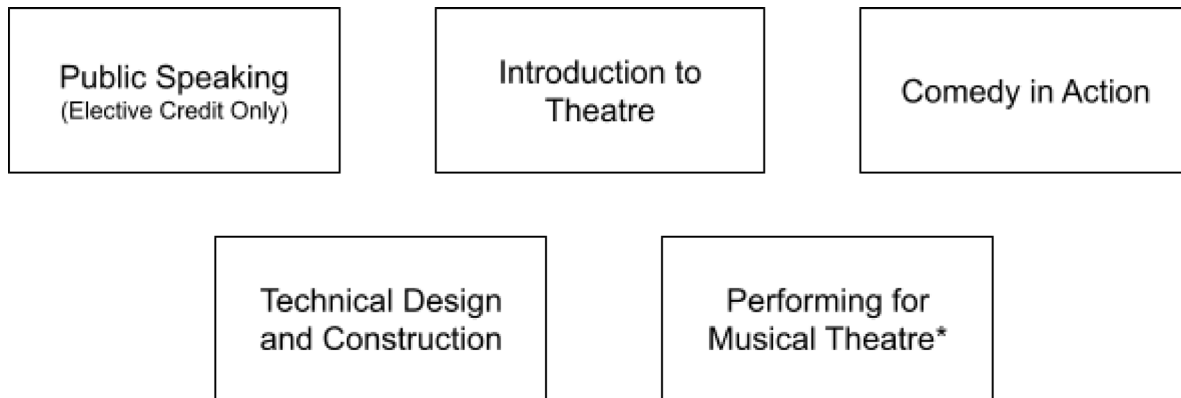 Public Speaking
(Elective Credit Only)
Introduction to
Theatre
Comedy in Action
Technical Design
and Construction
Performing for
Musical Theatre*